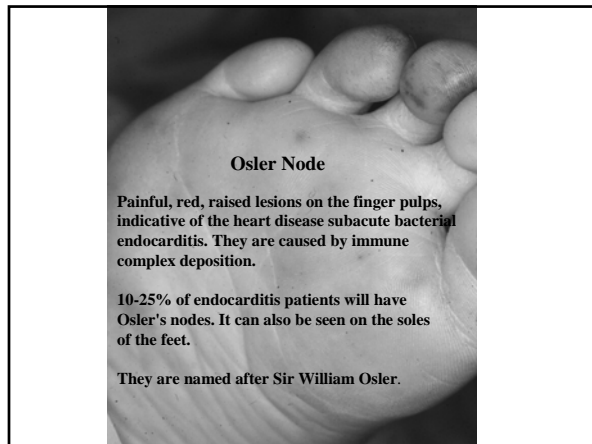 Osler Node
Painful, red, raised lesions on the finger pulps,
indicative of the heart disease subacute bacterial
endocarditis. They are caused by immune
complex deposition.
10-25% of endocarditis patients will have
Osler's nodes. It can also be seen on the soles
of the feet.
They are named after Sir William Osler.